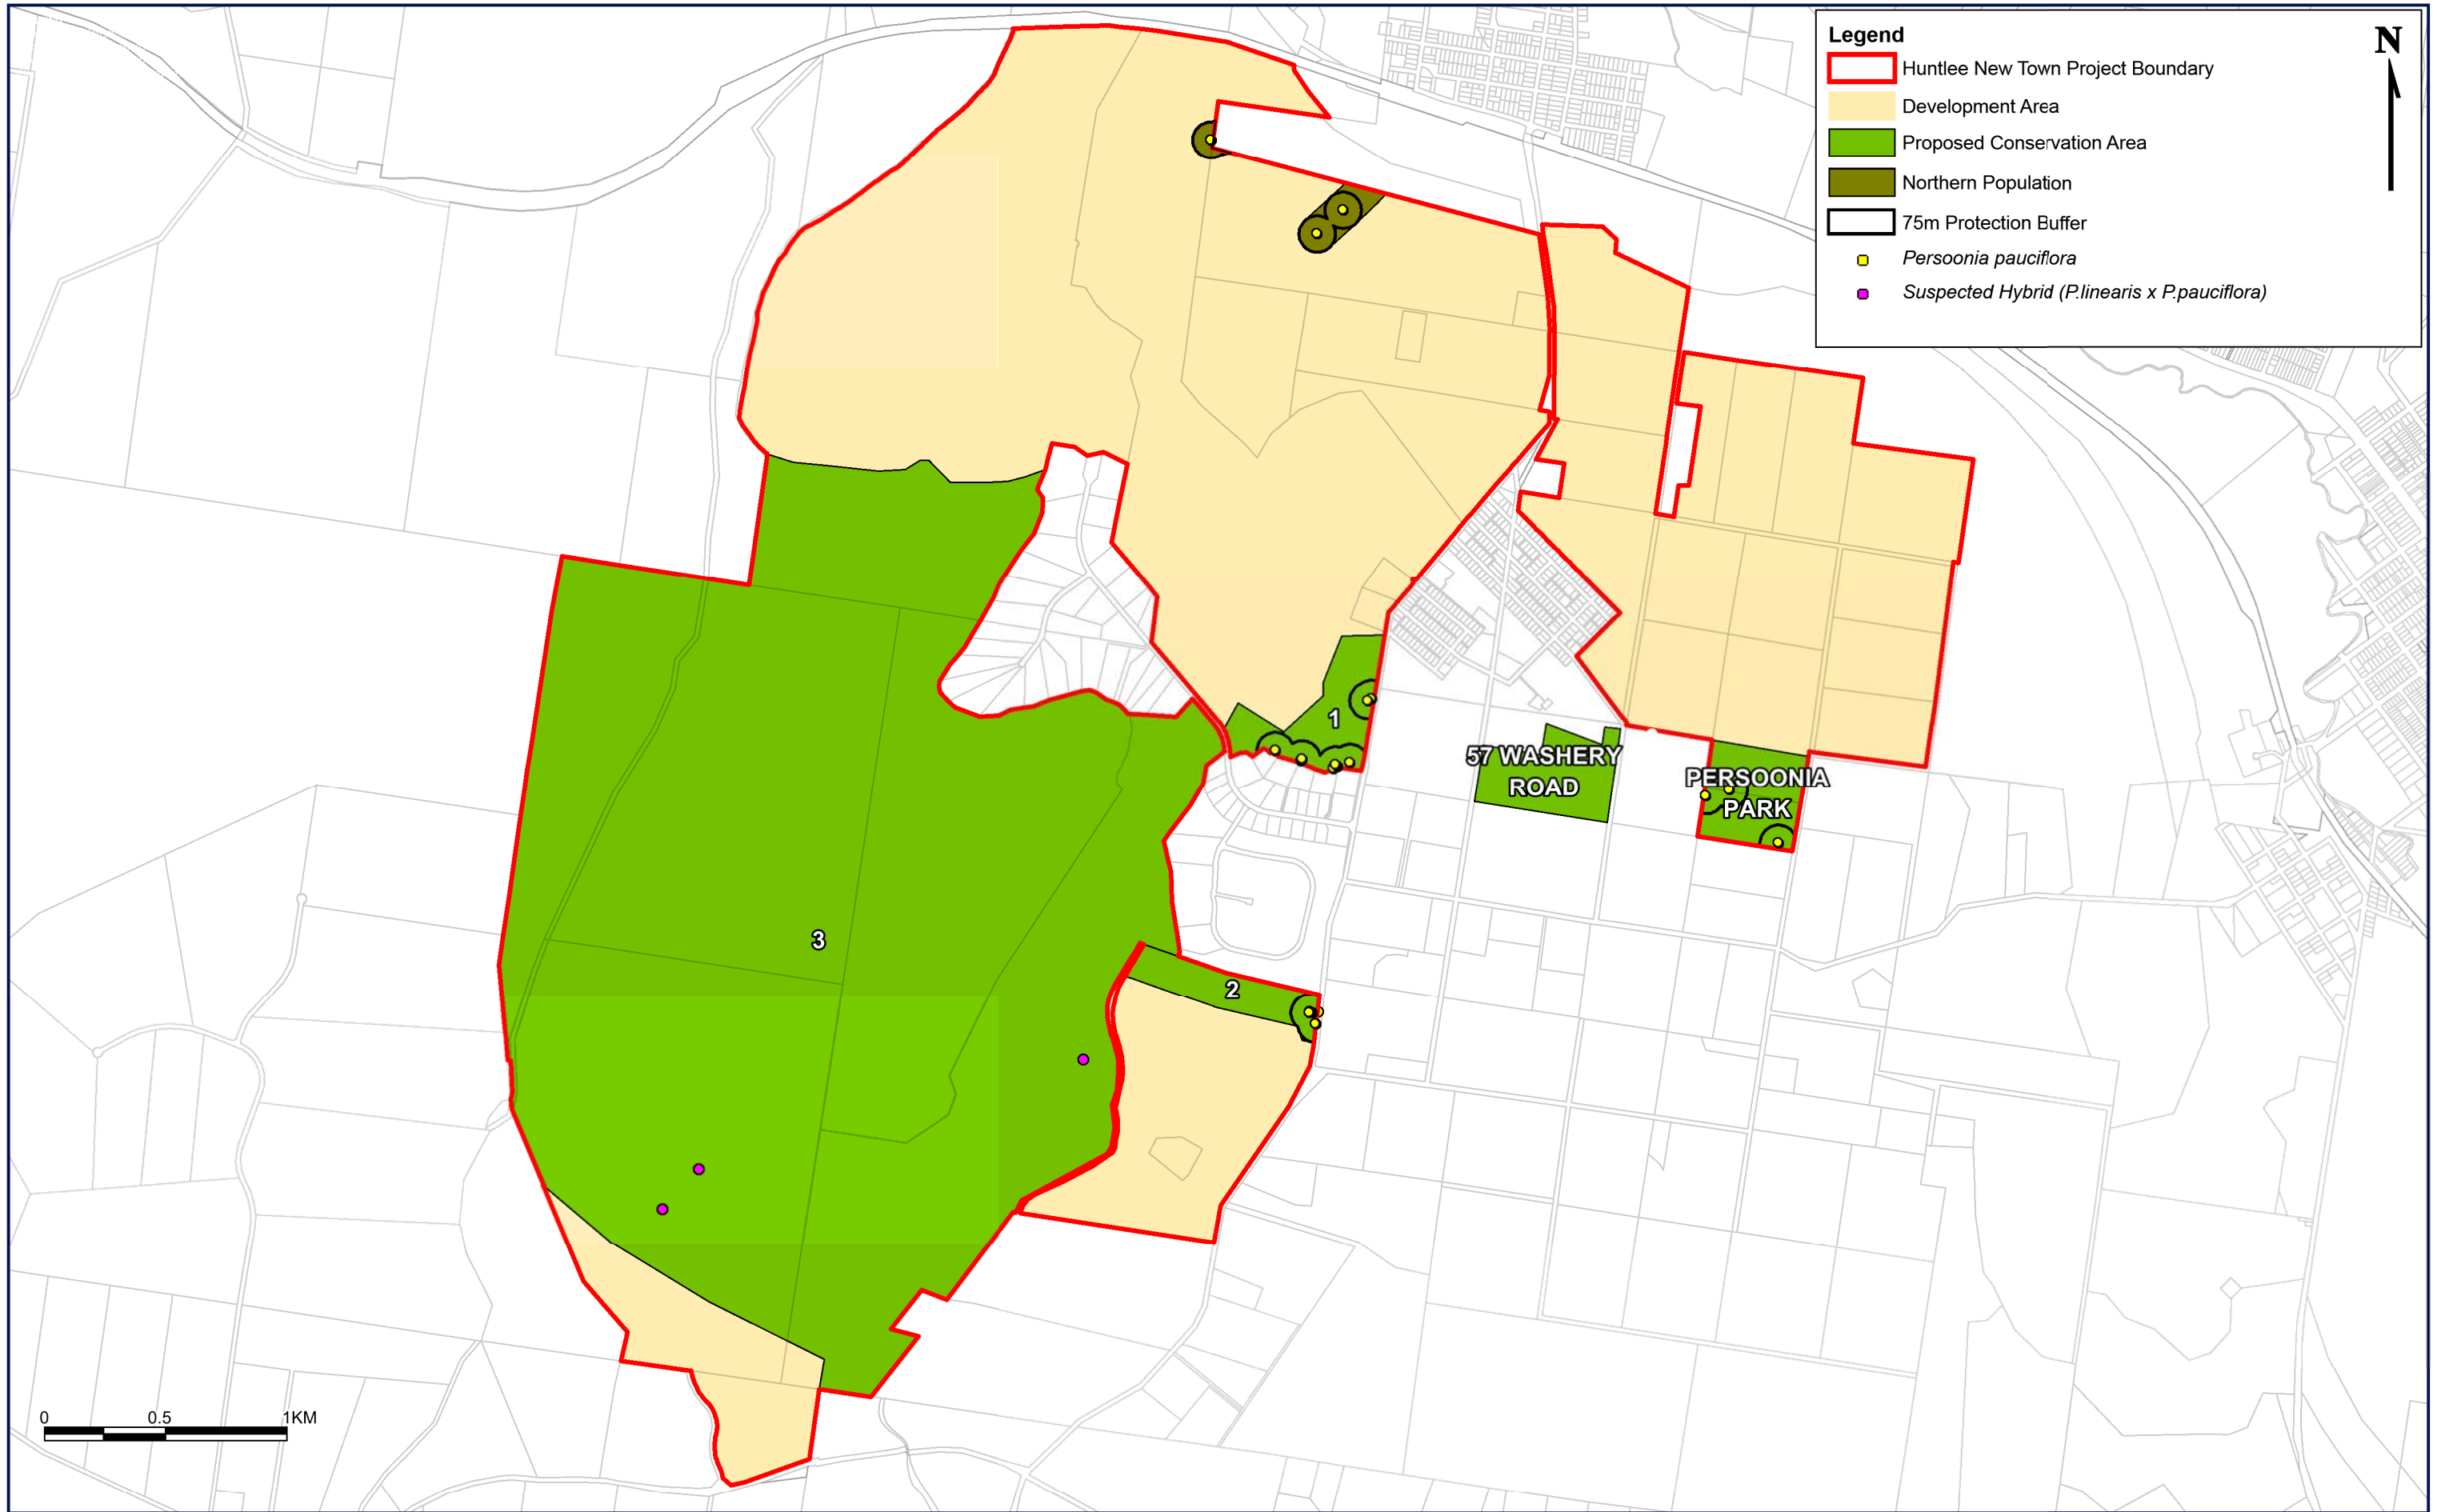 Legend
N
Huntlee New Town Project Boundary
Development Area
Proposed Conservation Area
Northern Population
75m Protection Buffer
Persoonia pauciflora
Suspected Hybrid (P.linearis x P.pauciflora)
1
57 WASHERY
ROAD
PERSOONIA
PARK
3
2
0 0.5 1KM